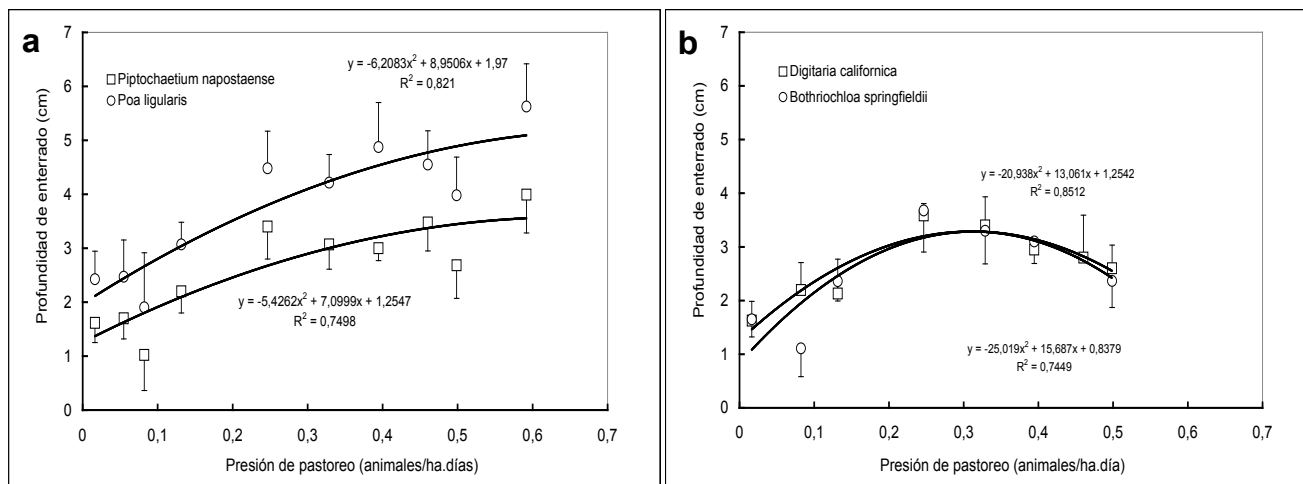 a
7
6
5
4
3
2
1
0
Profundidad de enterrado (cm)
Piptochaetium napostaense
Poa ligularis
y = -6,2083x² + 8,9506x + 1,97
R² = 0,821
y = -5,4262x² + 7,0999x + 1,2547
R² = 0,7498
0 0,1 0,2 0,3 0,4 0,5 0,6 0,7
Presión de pastoreo (animales/ha.días)
b
7
6
5
4
3
2
1
0
Profundidad de enterrado (cm)
Digitaria californica
Bothriochloa springfieldii
y = -20,938x² + 13,061x + 1,2542
R² = 0,8512
y = -25,019x² + 15,687x + 0,8379
R² = 0,7449
0 0,1 0,2 0,3 0,4 0,5 0,6 0,7
Presión de pastoreo (animales/ha.día)